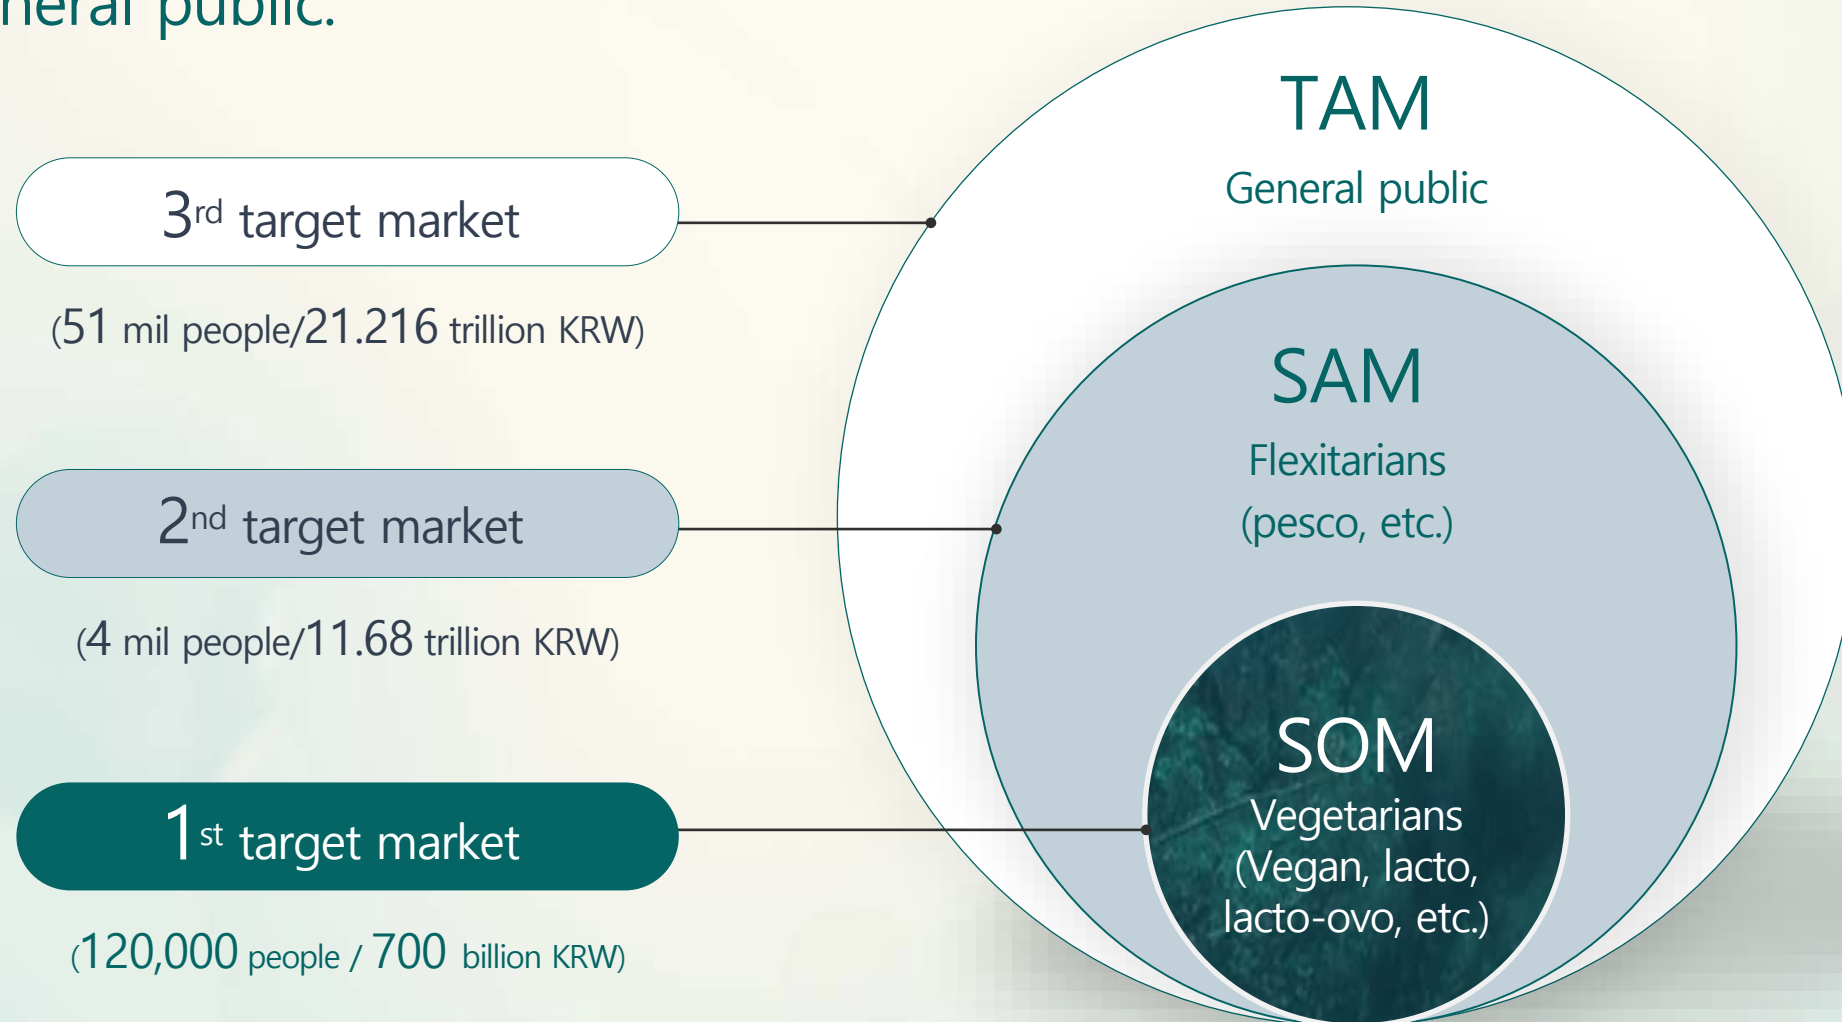 general public.
3rd target market
(51 mil people/21.216 trillion KRW)
2nd target market
(4 mil people/11.68 trillion KRW)
1st target market
(120,000 people / 700 billion KRW)
TAM
General public
SAM
Flexitarians
(pesco, etc.)
SOM
Vegetarians
(Vegan, lacto,
lacto-ovo, etc.)